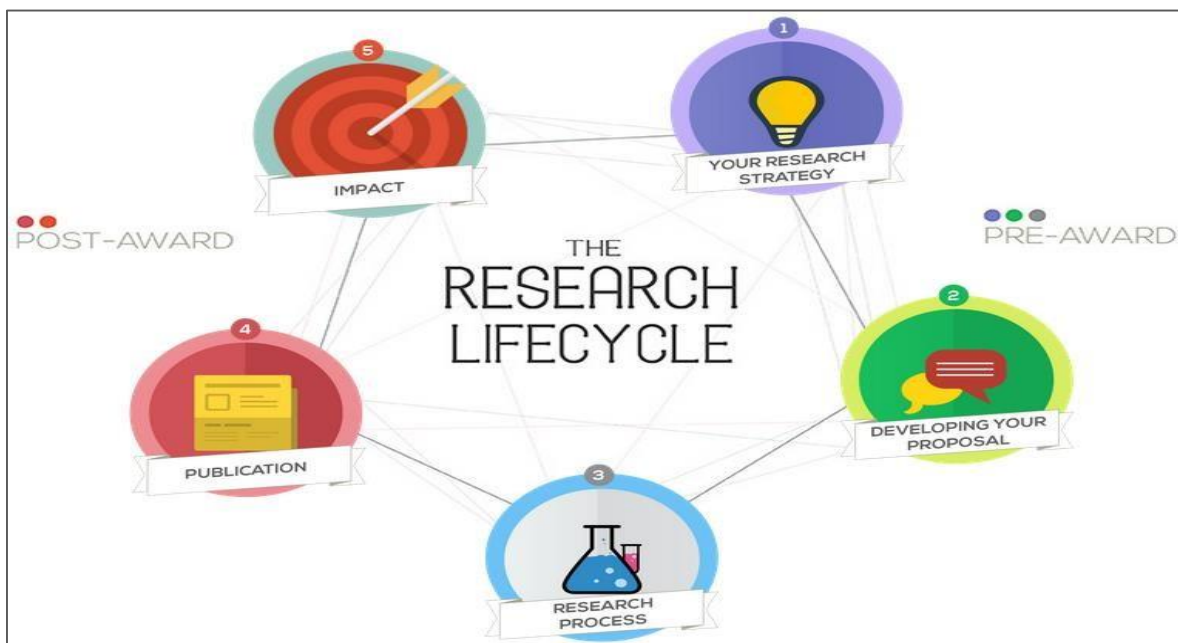 THE
RESEARCH
LIFECYCLE
1
YOUR RESEARCH
STRATEGY
PRE-AWARD
2
DEVELOPING YOUR
PROPOSAL
3
RESEARCH
PROCESS
4
PUBLICATION
POST-AWARD
5
IMPACT